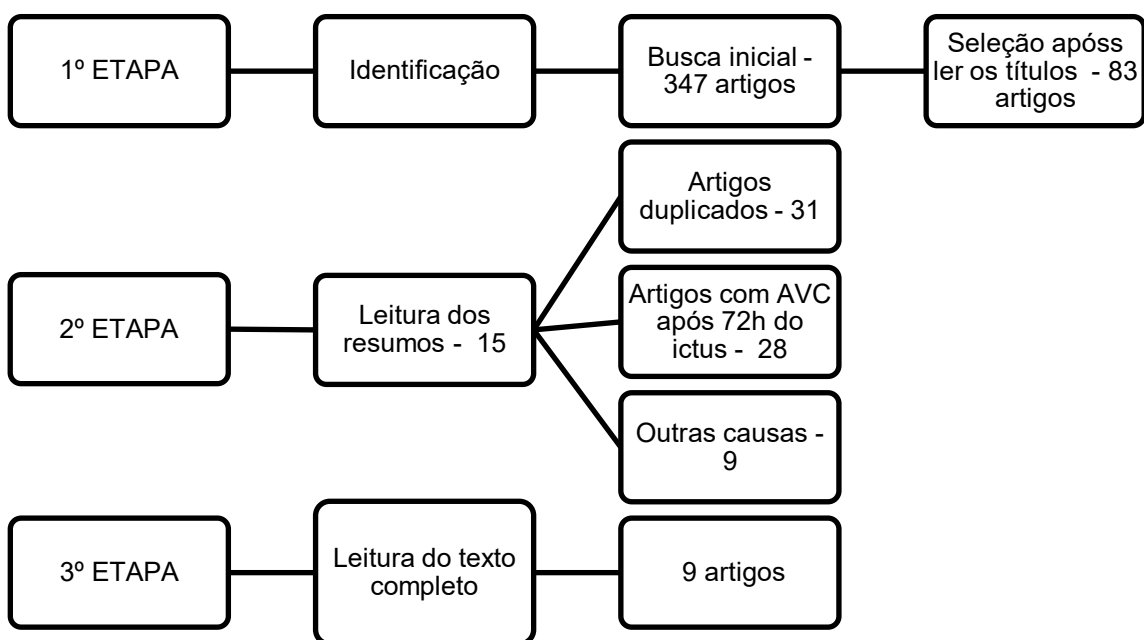 1º ETAPA
Identificação
Busca inicial -
347 artigos
Seleção apóss
ler os títulos - 83
artigos
Artigos
duplicados - 31
2º ETAPA
Leitura dos
resumos - 15
Artigos com AVC
após 72h do
ictus - 28
Outras causas -
9
3º ETAPA
Leitura do texto
completo
9 artigos